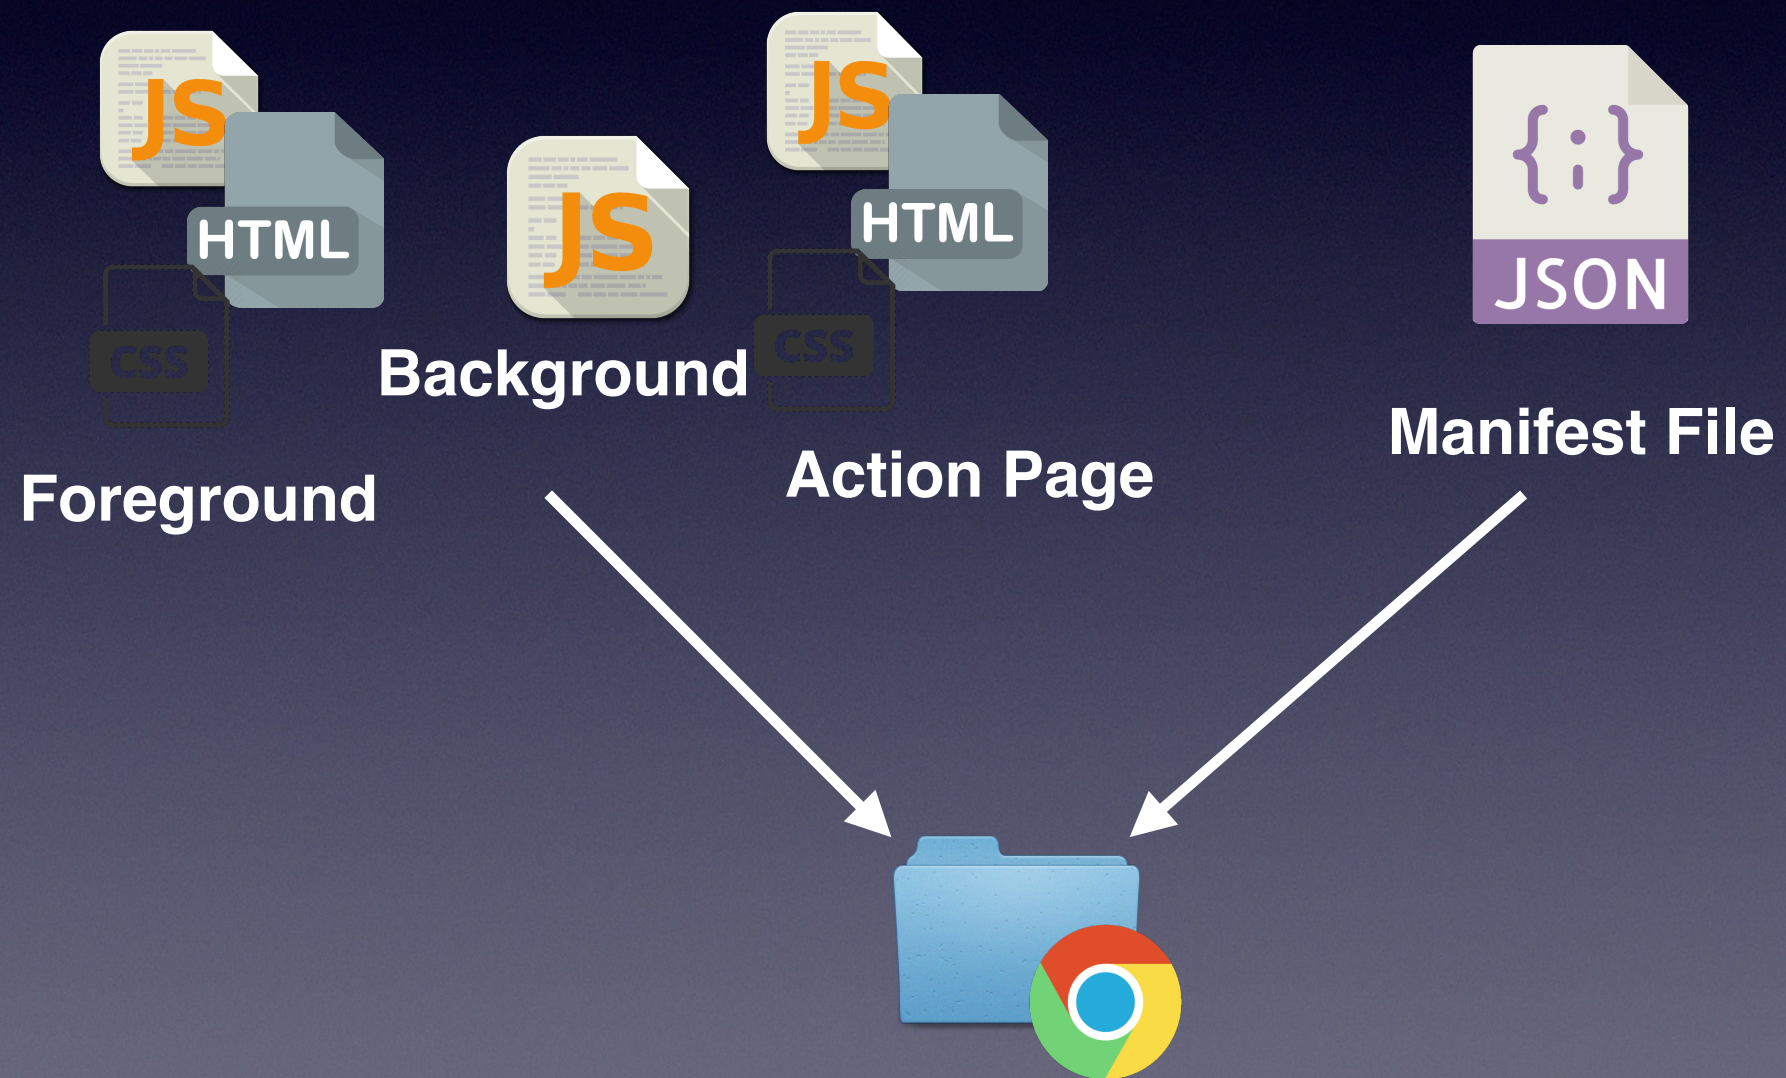 JS
HTML
CSS
Foreground
JS
Background
JS
HTML
CSS
Action Page
{;}
JSON
Manifest File